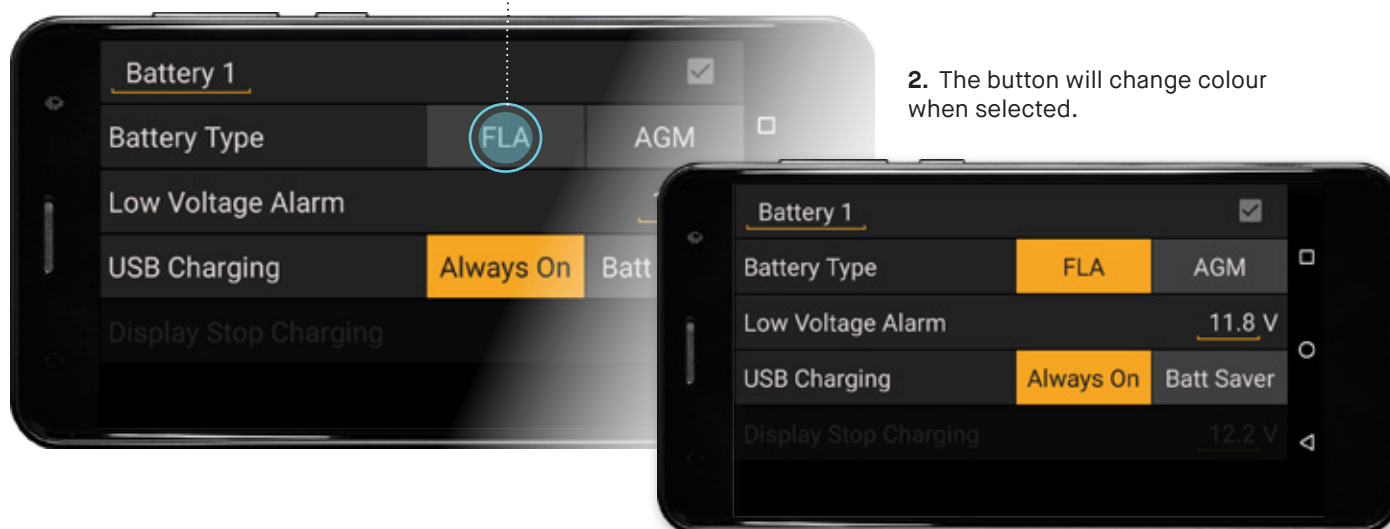 Battery 1
Battery Type FLA AGM
Low Voltage Alarm
USB Charging Always On Batt
Display Stop Charging
2. The button will change colour
when selected.
Battery 1
Battery Type FLA AGM
Low Voltage Alarm 11.8 V
USB Charging Always On Batt Saver
Display Stop Charging 12.2 V